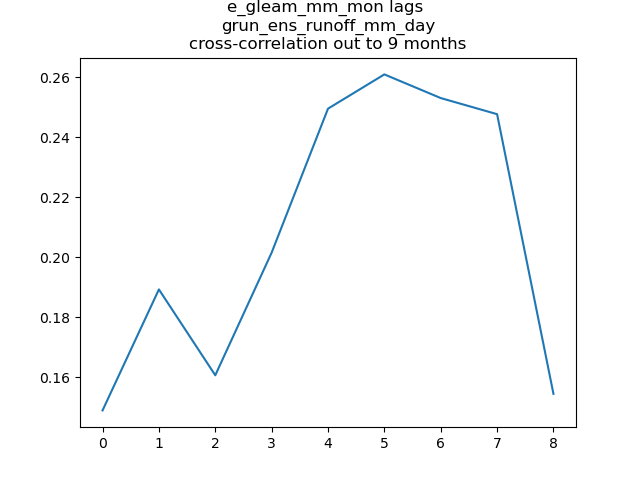 e_gleam_mm_mon lags
grun_ens_runoff_mm_day
cross-correlation out to 9 months
0.26
0.24
0.22
0.20
0.18
0.16
0 1 2 3 4 5 6 7 8